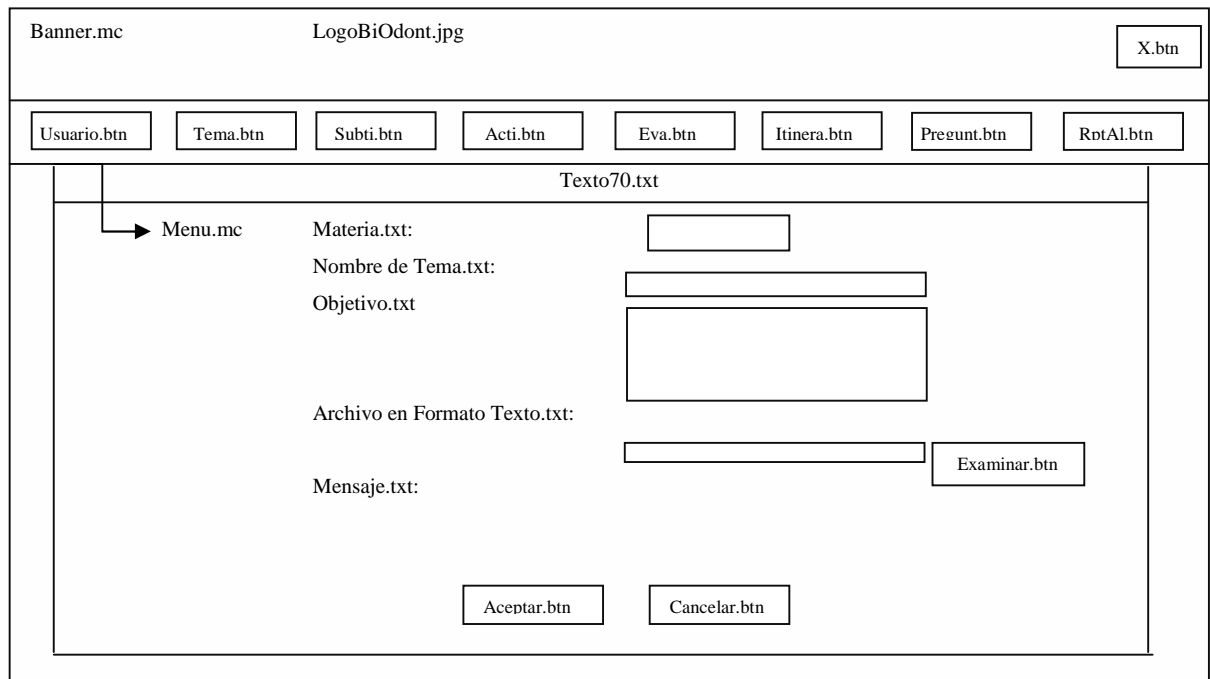 Banner.mc LogoBiOdont.jpg
X.btn
Usuario.btn Tema.btn Subti.btn Acti.btn Eva.btn Itinera.btn Pregunt.btn RptAl.btn
Texto70.txt
Menu.mc Materia.txt:
Nombre de Tema.txt:
Objetivo.txt
Archivo en Formato Texto.txt:
Examinar.btn
Mensaje.txt:
Aceptar.btn Cancelar.btn